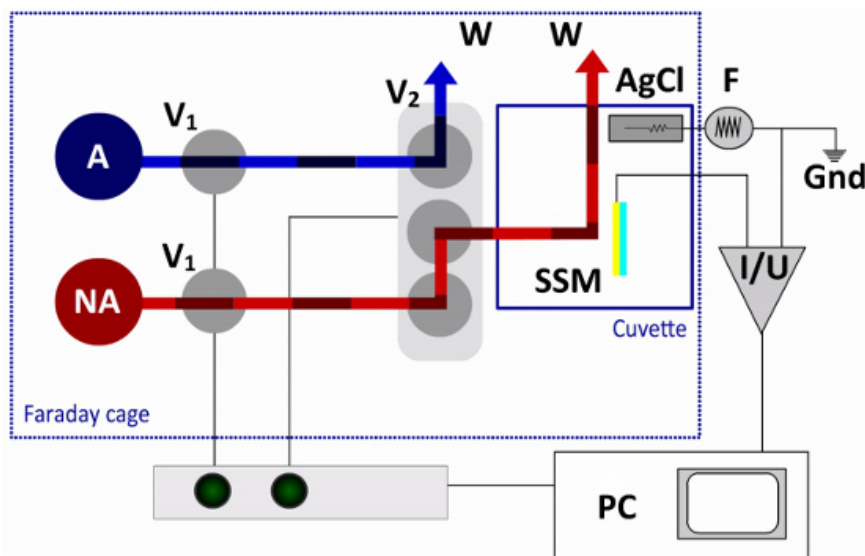 W W
AgCl F
V₂
V₁
A
Gnd
V₁
I/U
NA
SSM
Cuvette
Faraday cage
PC